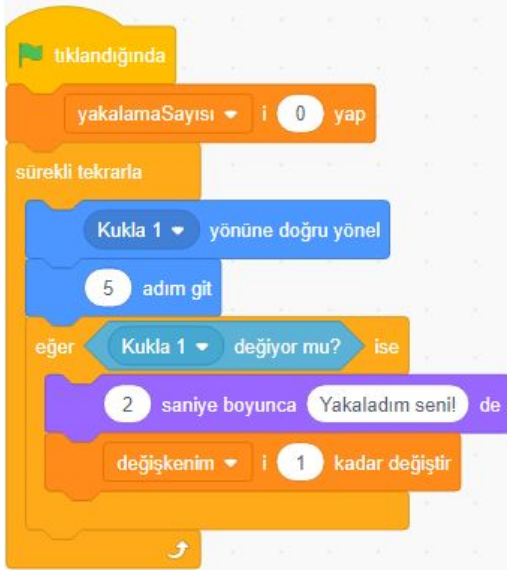 tıklandığında
yakalamaSayısı i 0 yap
sürekli tekrarla
Kukla 1 yönüne doğru yönel
5 adım git
eğer Kukla 1 değiyor mu? ise
2 saniye boyunca Yakaladım seni! de
değişkenim i 1 kadar değiştir